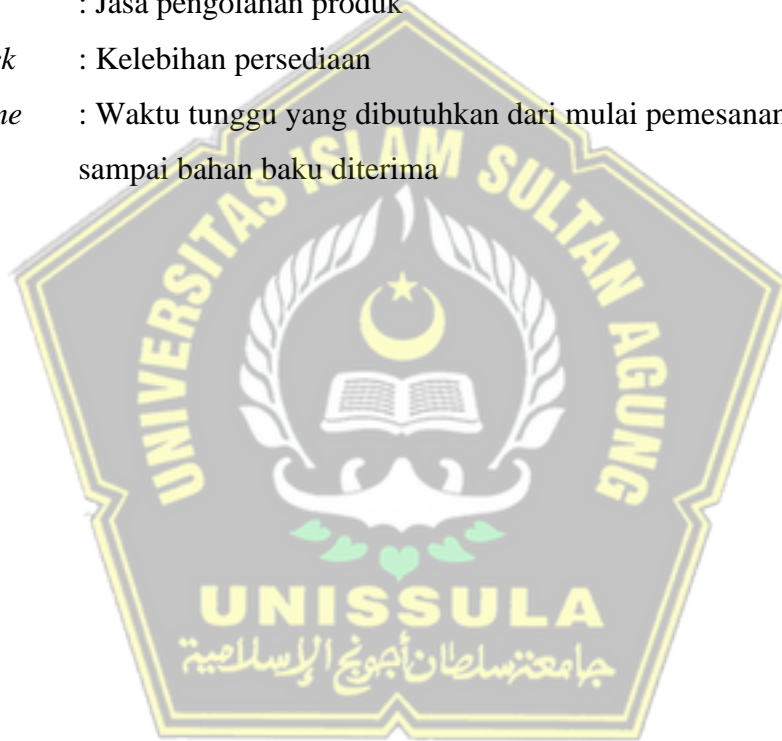 : Jasa pengolahan produk
k : Kelebihan persediaan
ne : Waktu tunggu yang dibutuhkan dari mulai pemesanan
sampai bahan baku diterima
UNIVERSITAS ISLAM SULTAN AGUNG
UNISSULA
جامعة سلطان أجونج الإسلامية